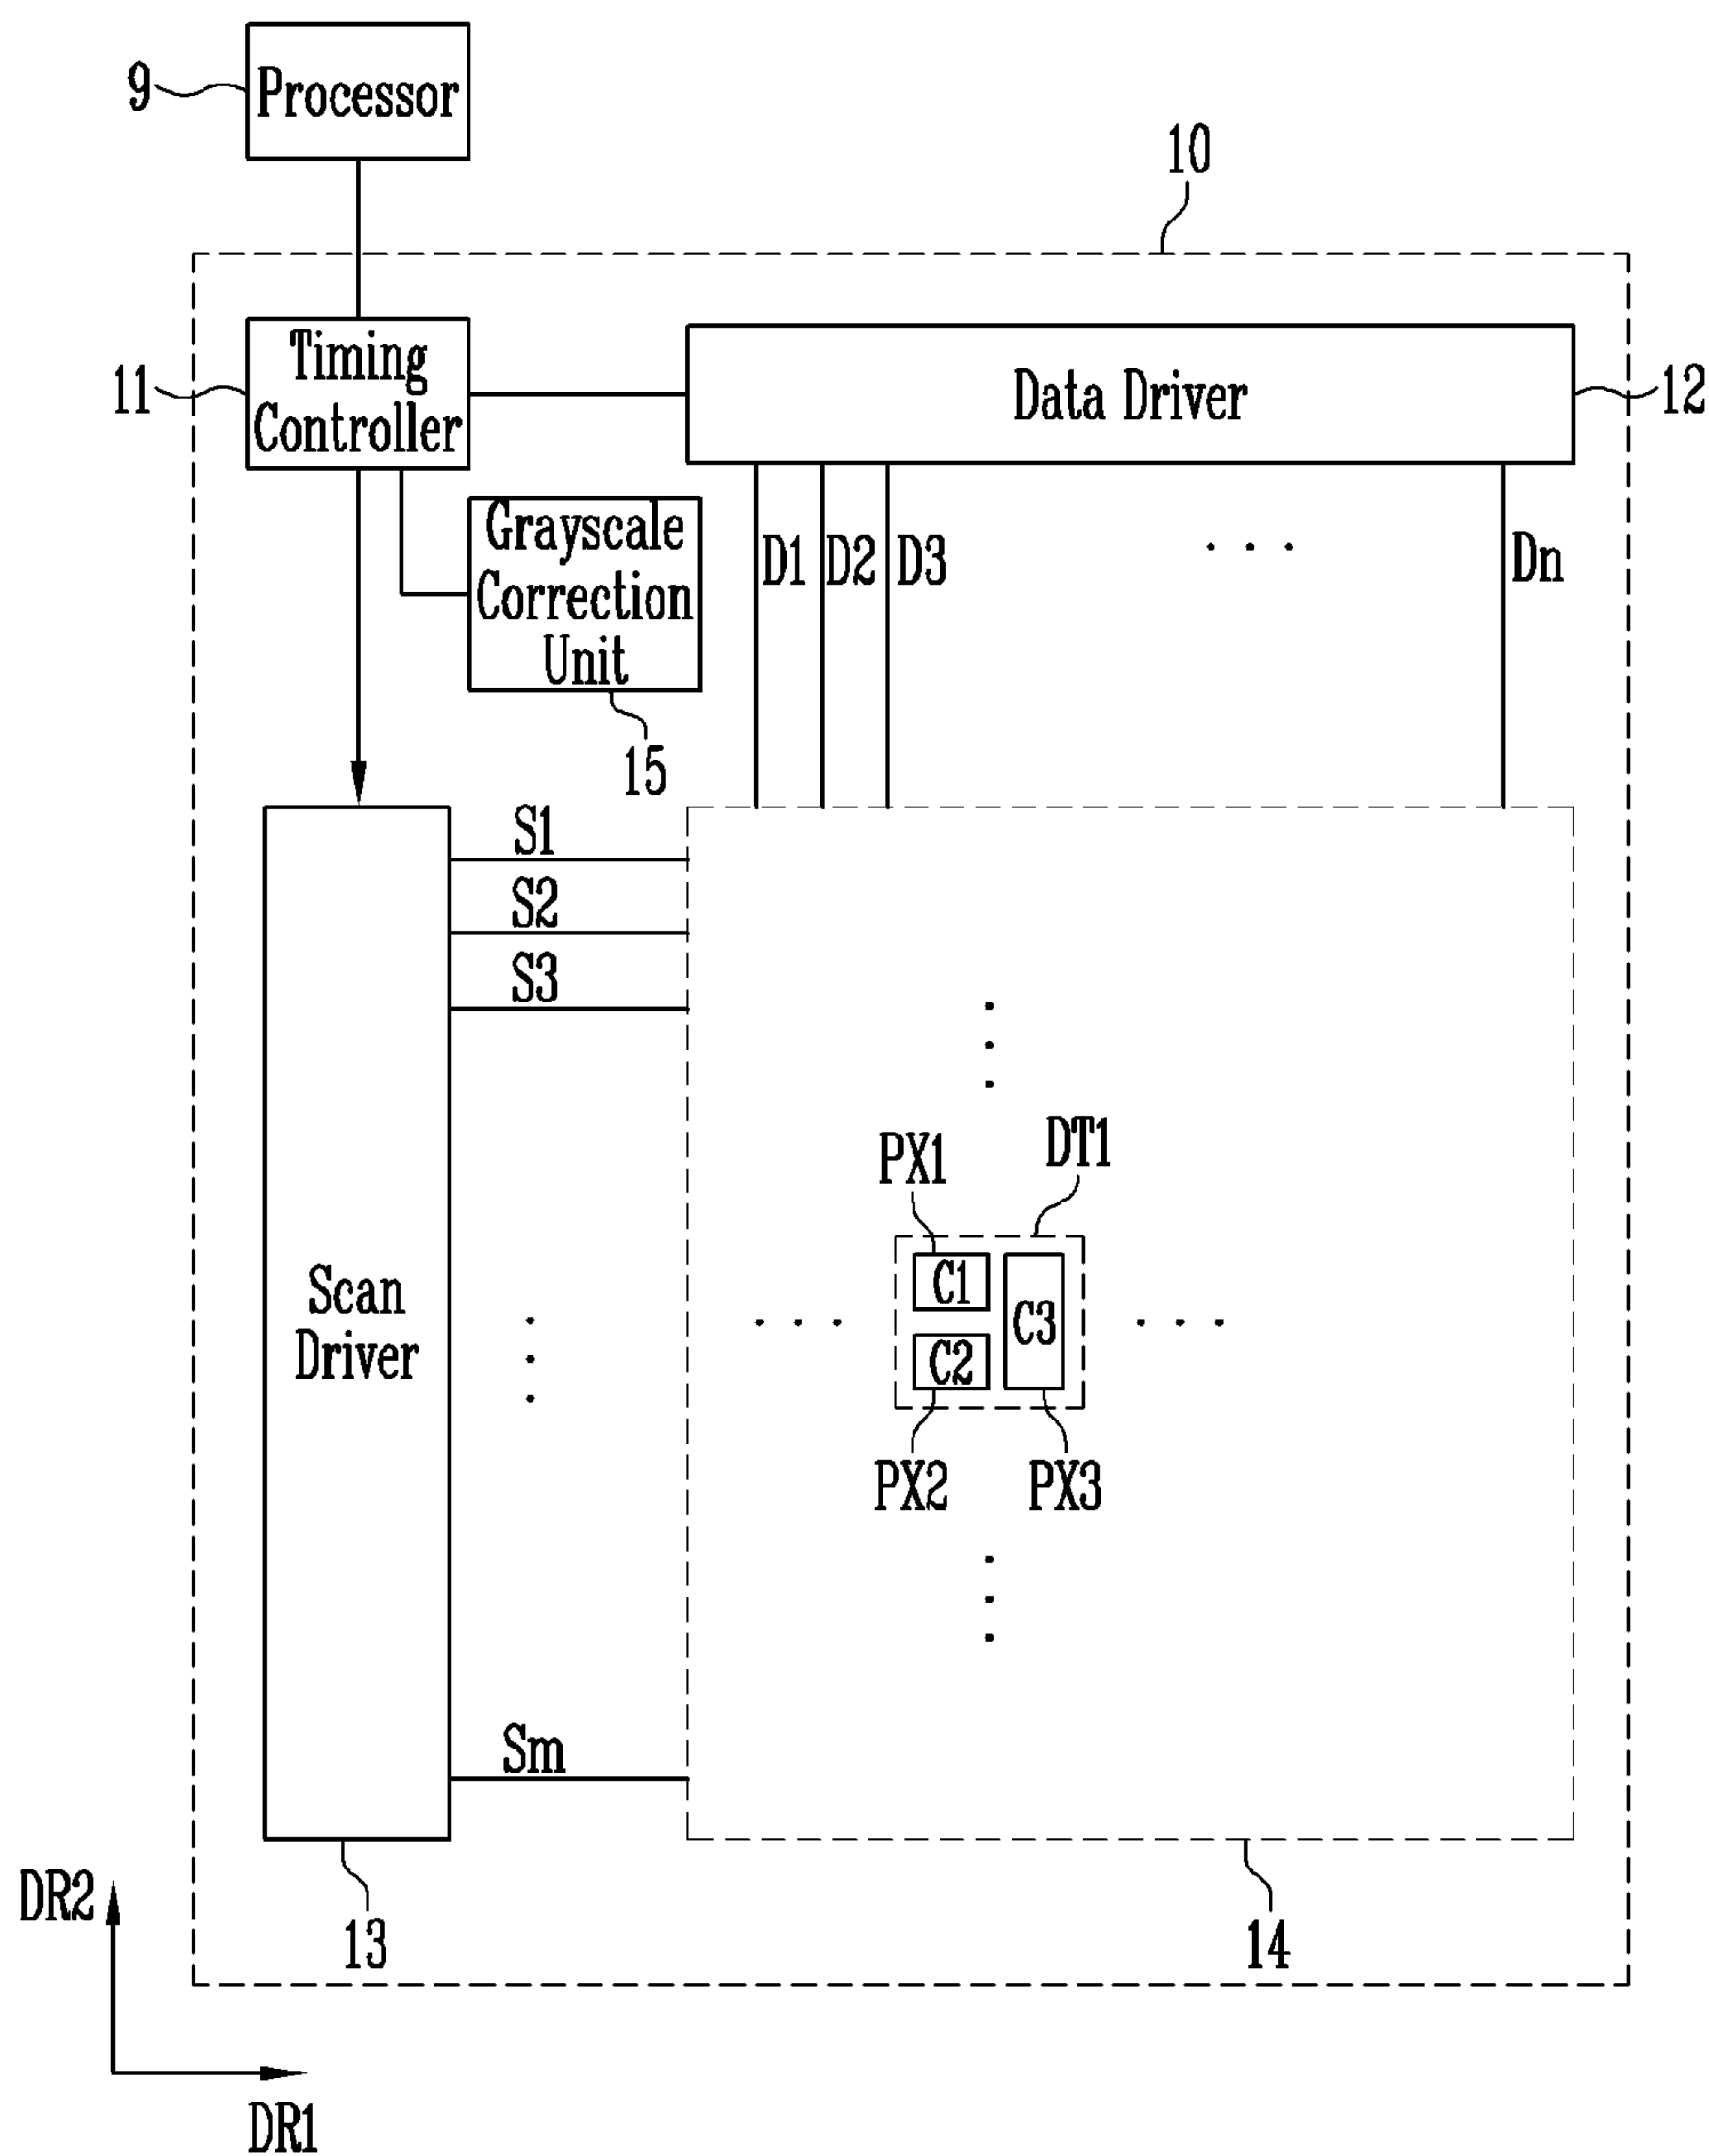 Processor
9
10
Timing
Controller
11
Data Driver
12
Grayscale
Correction
Unit
15
D1
D2
D3
. . .
Dn
S1
S2
S3
Scan
Driver
PX1
DT1
C1
C2
C3
. . .
. . .
PX2
PX3
Sm
13
14
DR2
DR1